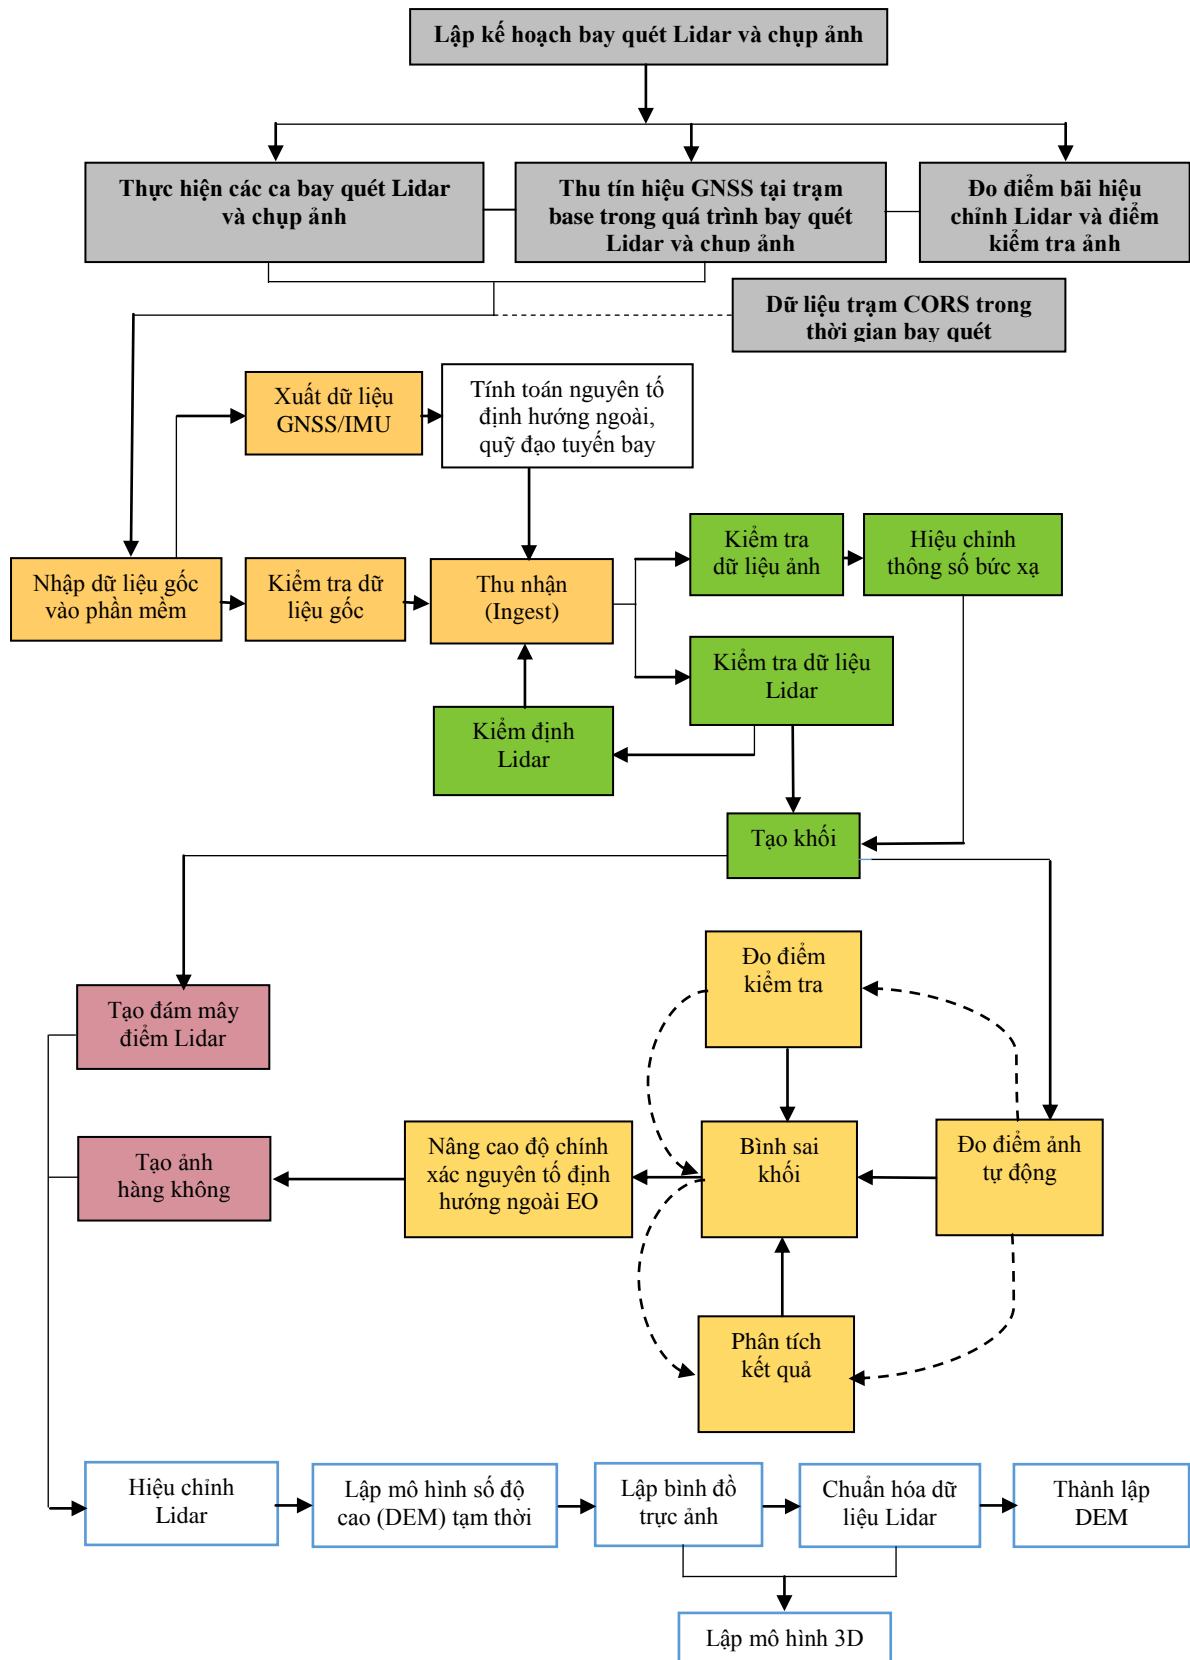 Lập kế hoạch bay quét Lidar và chụp ảnh
Thực hiện các ca bay quét Lidar
và chụp ảnh
Thu tín hiệu GNSS tại trạm
base trong quá trình bay quét
Lidar và chụp ảnh
Đo điểm bãi hiệu
chỉnh Lidar và điểm
kiểm tra ảnh
Dữ liệu trạm CORS trong
thời gian bay quét
Xuất dữ liệu
GNSS/IMU
Tính toán nguyên tố
định hướng ngoài,
quỹ đạo tuyến bay
Nhập dữ liệu gốc
vào phần mềm
Kiểm tra dữ
liệu gốc
Thu nhận
(Ingest)
Kiểm tra
dữ liệu ảnh
Hiệu chỉnh
thông số bức xạ
Kiểm tra dữ liệu
Lidar
Kiểm định
Lidar
Tạo khối
Đo điểm
kiểm tra
Tạo đám mây
điểm Lidar
Tạo ảnh
hàng không
Nâng cao độ chính
xác nguyên tố định
hướng ngoài EO
Bình sai
khối
Đo điểm ảnh
tự động
Phân tích
kết quả
Hiệu chỉnh
Lidar
Lập mô hình số độ
cao (DEM) tạm thời
Lập bình đồ
trực ảnh
Chuẩn hóa dữ
liệu Lidar
Thành lập
DEM
Lập mô hình 3D